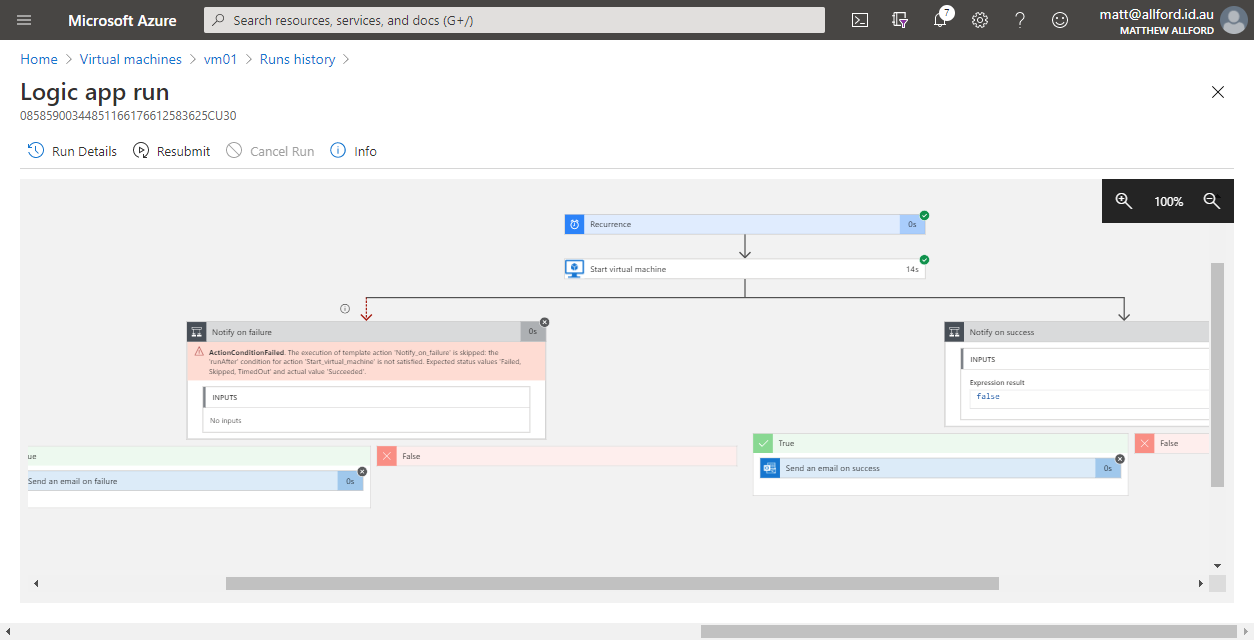 Microsoft Azure
Search resources, services, and docs (G+/)
7
matt@allford.id.au
MATTHEW ALLFORD
Home > Virtual machines > vm01 > Runs history >
Logic app run
08585900344851166176612583625CU30
Run Details
Resubmit
Cancel Run
Info
100%
Recurrence
0s
Start virtual machine
14s
Notify on failure
0s
ActionConditionFailed. The execution of template action 'Notify_on_failure' is skipped: the
'runAfter' condition for action 'Start_virtual_machine' is not satisfied. Expected status values 'Failed,
Skipped, TimedOut' and actual value 'Succeeded'.
INPUTS
No inputs
Notify on success
INPUTS
Expression result
false
ue
False
Send an email on failure
0s
True
False
Send an email on success
0s